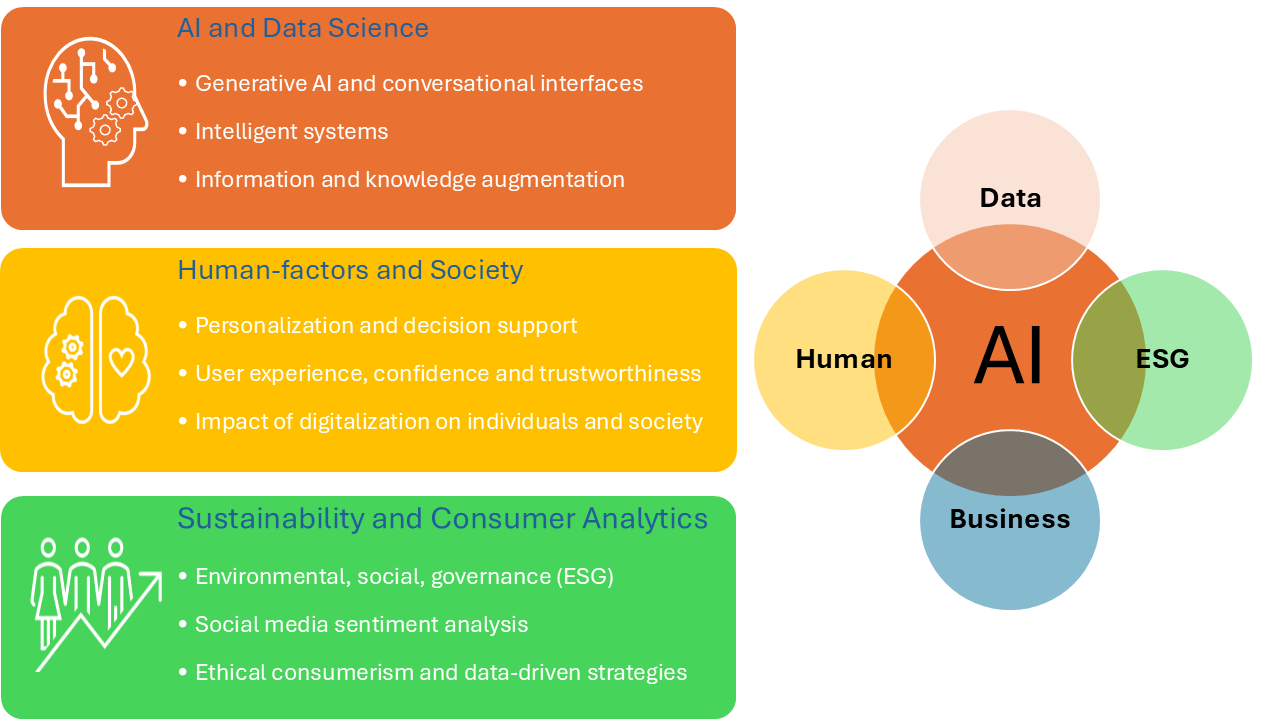 AI and Data Science
• Generative AI and conversational interfaces
• Intelligent systems
• Information and knowledge augmentation
Human-factors and Society
• Personalization and decision support
• User experience, confidence and trustworthiness
• Impact of digitalization on individuals and society
Sustainability and Consumer Analytics
• Environmental, social, governance (ESG)
• Social media sentiment analysis
• Ethical consumerism and data-driven strategies
Data
Human
AI
ESG
Business